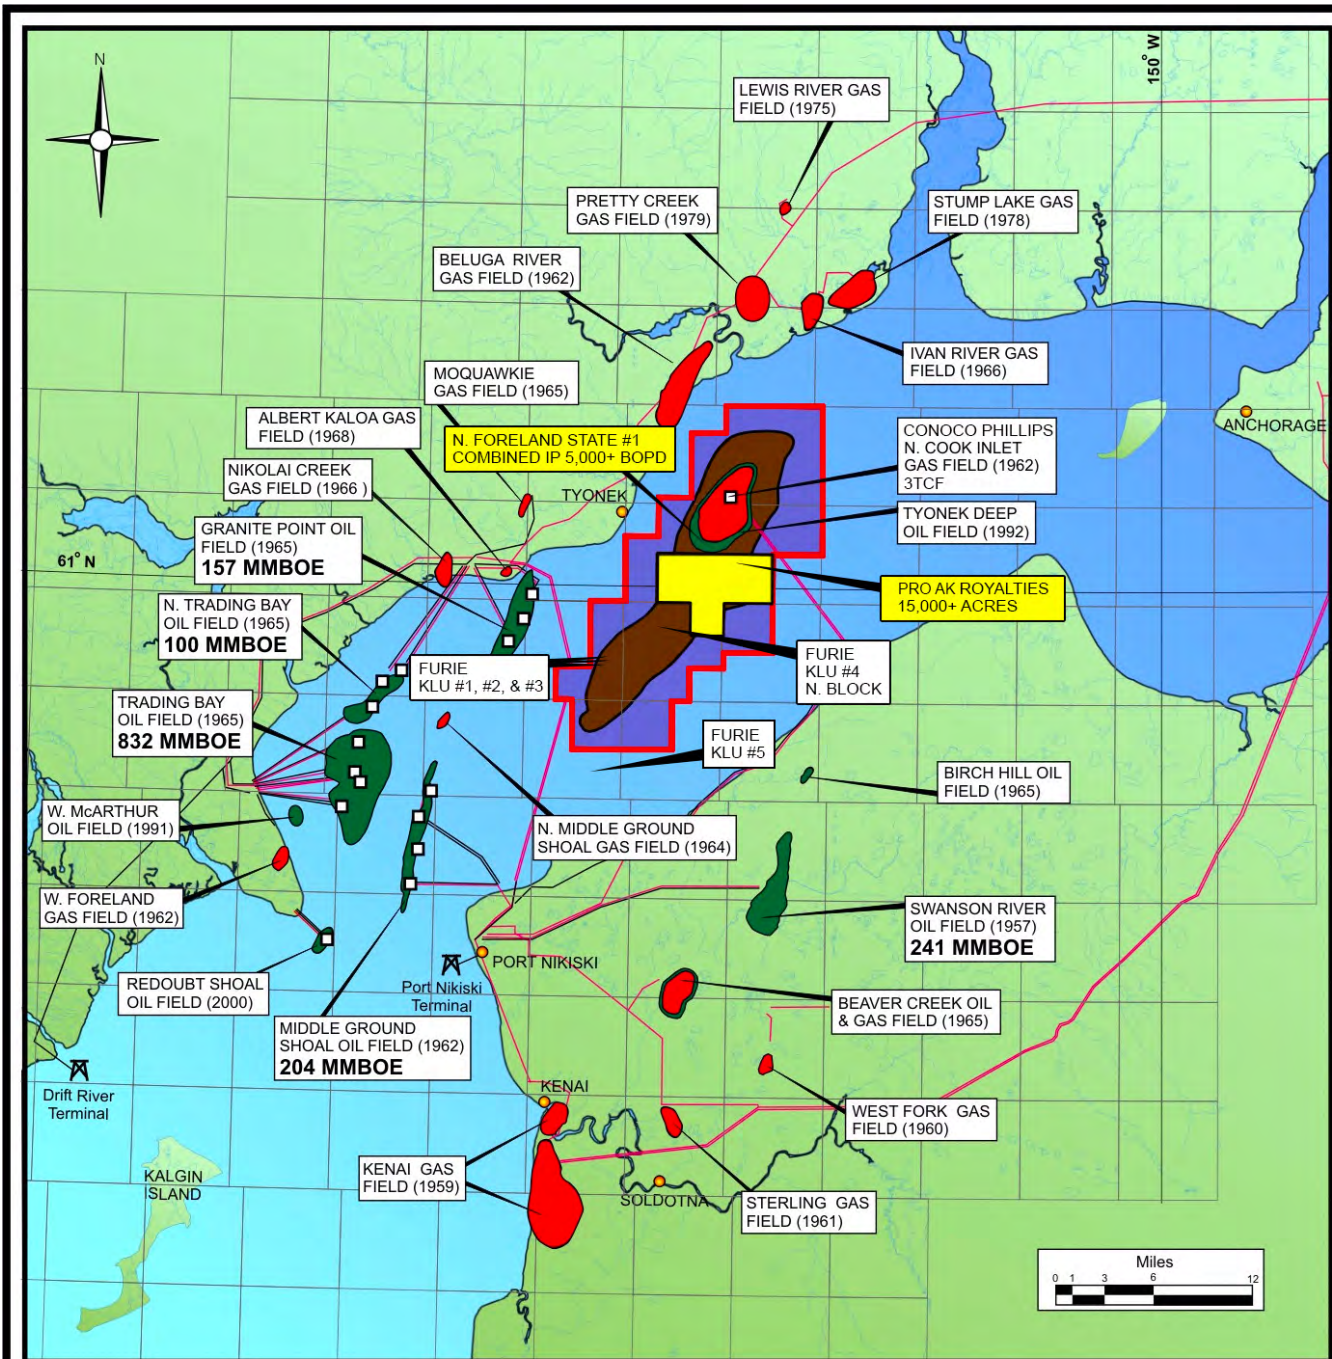 N
150° W
LEWIS RIVER GAS
FIELD (1975)
PRETTY CREEK
GAS FIELD (1979)
STUMP LAKE GAS
FIELD (1978)
BELUGA RIVER
GAS FIELD (1962)
IVAN RIVER GAS
FIELD (1966)
MOQUAWKIE
GAS FIELD (1965)
ALBERT KALOA GAS
FIELD (1968)
N. FORELAND STATE #1
COMBINED IP 5,000+ BOPD
CONOCO PHILLIPS
N. COOK INLET
GAS FIELD (1962)
3TCF
ANCHORAGE
NIKOLAI CREEK
GAS FIELD (1966 )
TYONEK
TYONEK DEEP
OIL FIELD (1992)
GRANITE POINT OIL
FIELD (1965)
157 MMBOE
61° N
PRO AK ROYALTIES
15,000+ ACRES
N. TRADING BAY
OIL FIELD (1965)
100 MMBOE
FURIE
KLU #1, #2, & #3
FURIE
KLU #4
N. BLOCK
TRADING BAY
OIL FIELD (1965)
832 MMBOE
FURIE
KLU #5
BIRCH HILL OIL
FIELD (1965)
W. McARTHUR
OIL FIELD (1991)
N. MIDDLE GROUND
SHOAL GAS FIELD (1964)
W. FORELAND
GAS FIELD (1962)
SWANSON RIVER
OIL FIELD (1957)
241 MMBOE
PORT NIKISKI
REDOUBT SHOAL
OIL FIELD (2000)
Port Nikiski
Terminal
BEAVER CREEK OIL
& GAS FIELD (1965)
MIDDLE GROUND
SHOAL OIL FIELD (1962)
204 MMBOE
Drift River
Terminal
KENAI
WEST FORK GAS
FIELD (1960)
KENAI GAS
FIELD (1959)
KALGIN
ISLAND
SOLDOTNA
STERLING GAS
FIELD (1961)
Miles
0 1 3 6 12